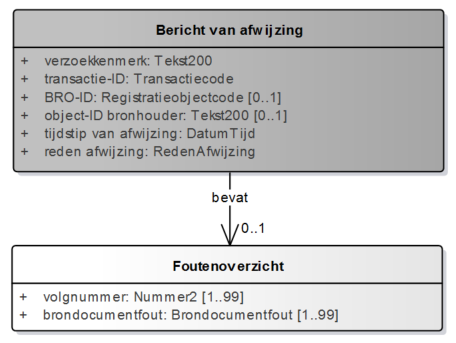 Bericht van afwijzing
+ verzoekkenmerk: Tekst200
+ transactie-ID: Transactiecode
+ BRO-ID: Registratieobjectcode [0..1]
+ object-ID bronhouder: Tekst200 [0..1]
+ tijdstip van afwijzing: DatumTijd
+ reden afwijzing: RedenAfwijzing
bevat
0..1
Foutenoverzicht
+ volgnummer: Nummer2 [1..99]
+ brondocumentfout: Brondocumentfout [1..99]